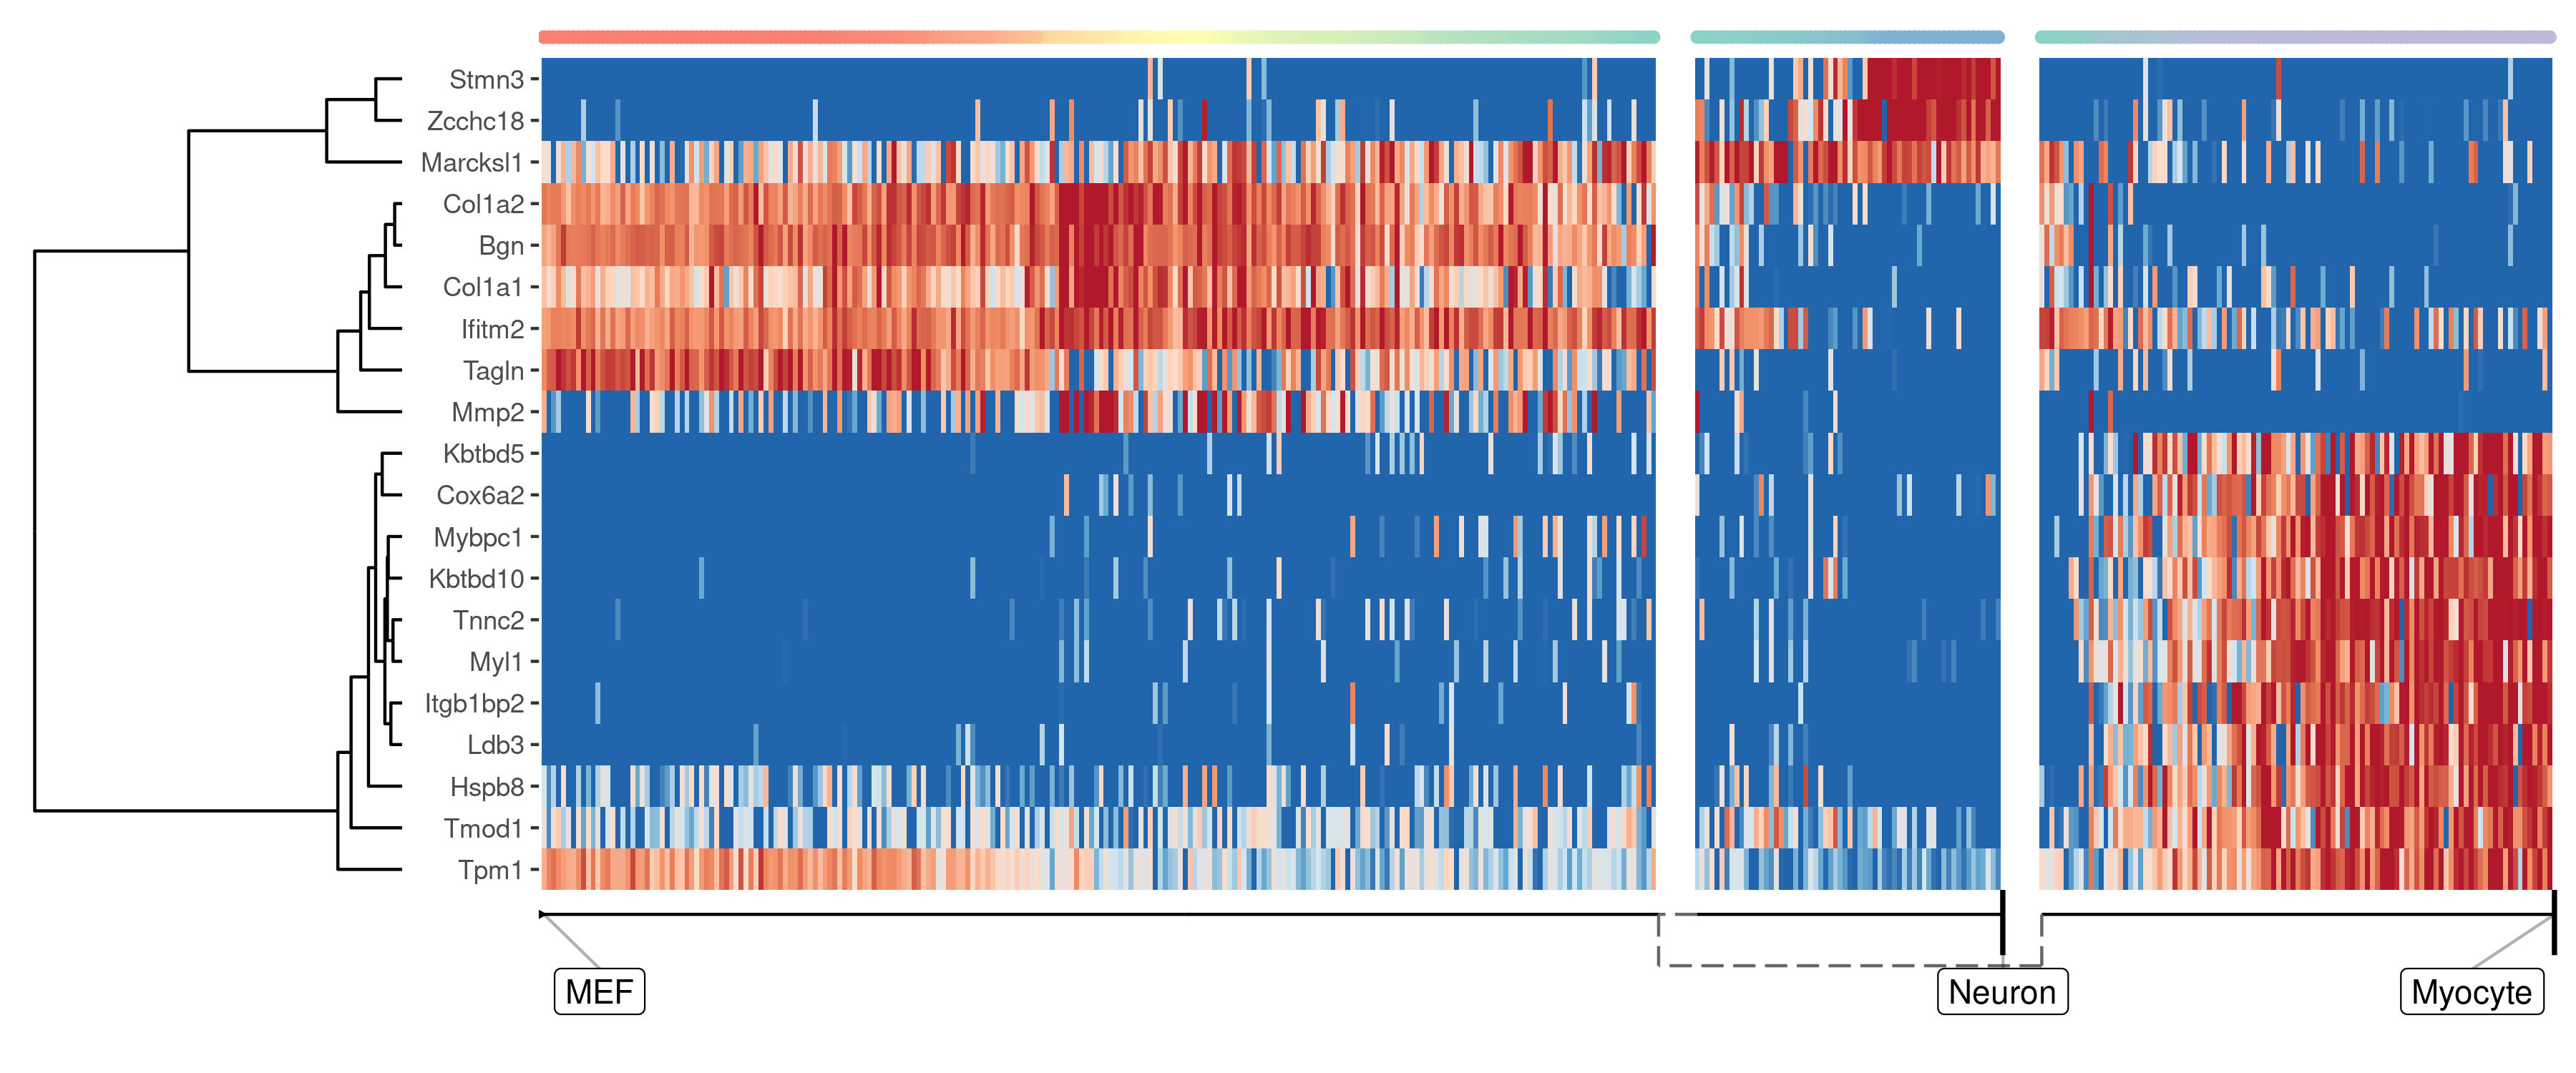 Stmn3
Zcchc18
Marcksl1
Col1a2
Bgn
Col1a1
Ifitm2
Tagln
Mmp2
Kbtbd5
Cox6a2
Mybpc1
Kbtbd10
Tnnc2
Myl1
Itgb1bp2
Ldb3
Hspb8
Tmod1
Tpm1
MEF
Neuron
Myocyte